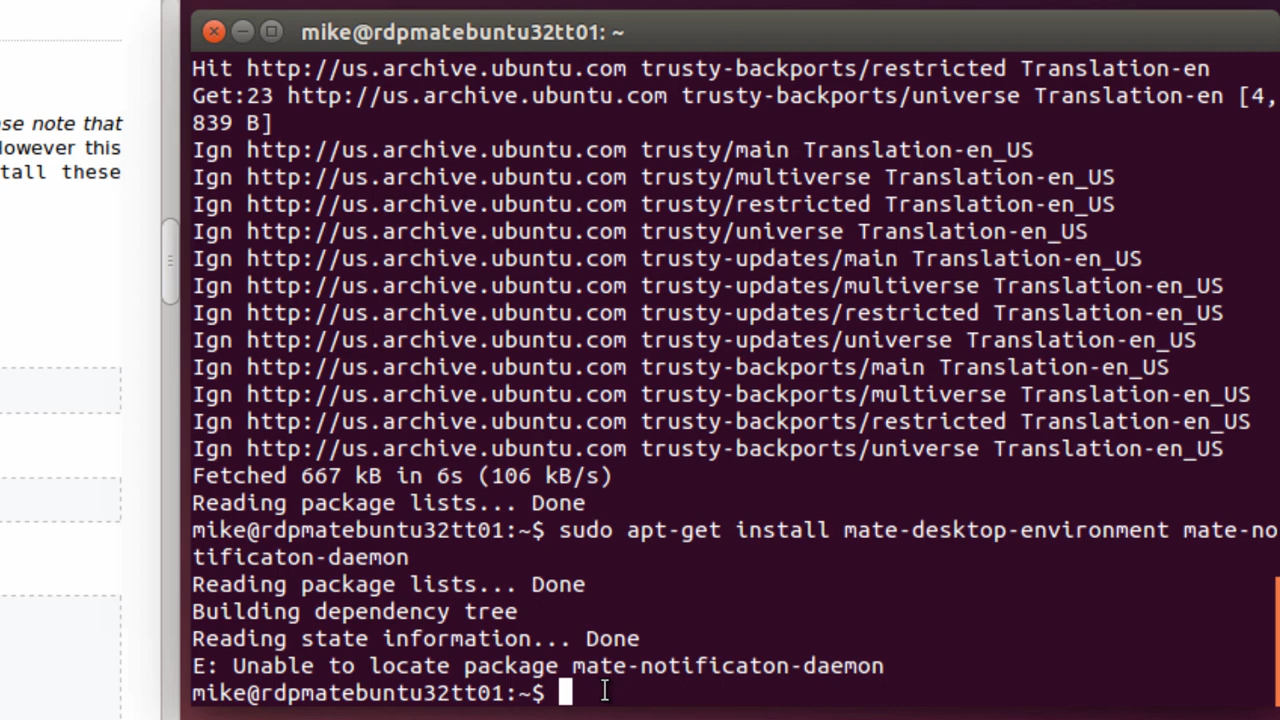 se note that
However this
tall these
mike@rdpmatebuntu32tt01: ~
Hit http://us.archive.ubuntu.com trusty-backports/restricted Translation-en
Get:23 http://us.archive.ubuntu.com trusty-backports/universe Translation-en [4,
839 B]
Ign http://us.archive.ubuntu.com trusty/main Translation-en_US
Ign http://us.archive.ubuntu.com trusty/multiverse Translation-en_US
Ign http://us.archive.ubuntu.com trusty/restricted Translation-en_US
Ign http://us.archive.ubuntu.com trusty/universe Translation-en_US
Ign http://us.archive.ubuntu.com trusty-updates/main Translation-en_US
Ign http://us.archive.ubuntu.com trusty-updates/multiverse Translation-en_US
Ign http://us.archive.ubuntu.com trusty-updates/restricted Translation-en_US
Ign http://us.archive.ubuntu.com trusty-updates/universe Translation-en_US
Ign http://us.archive.ubuntu.com trusty-backports/main Translation-en_US
Ign http://us.archive.ubuntu.com trusty-backports/multiverse Translation-en_US
Ign http://us.archive.ubuntu.com trusty-backports/restricted Translation-en_US
Ign http://us.archive.ubuntu.com trusty-backports/universe Translation-en_US
Fetched 667 kB in 6s (106 kB/s)
Reading package lists... Done
mike@rdpmatebuntu32tt01:~$ sudo apt-get install mate-desktop-environment mate-no
tificaton-daemon
Reading package lists... Done
Building dependency tree
Reading state information... Done
E: Unable to locate package mate-notificaton-daemon
mike@rdpmatebuntu32tt01:~$